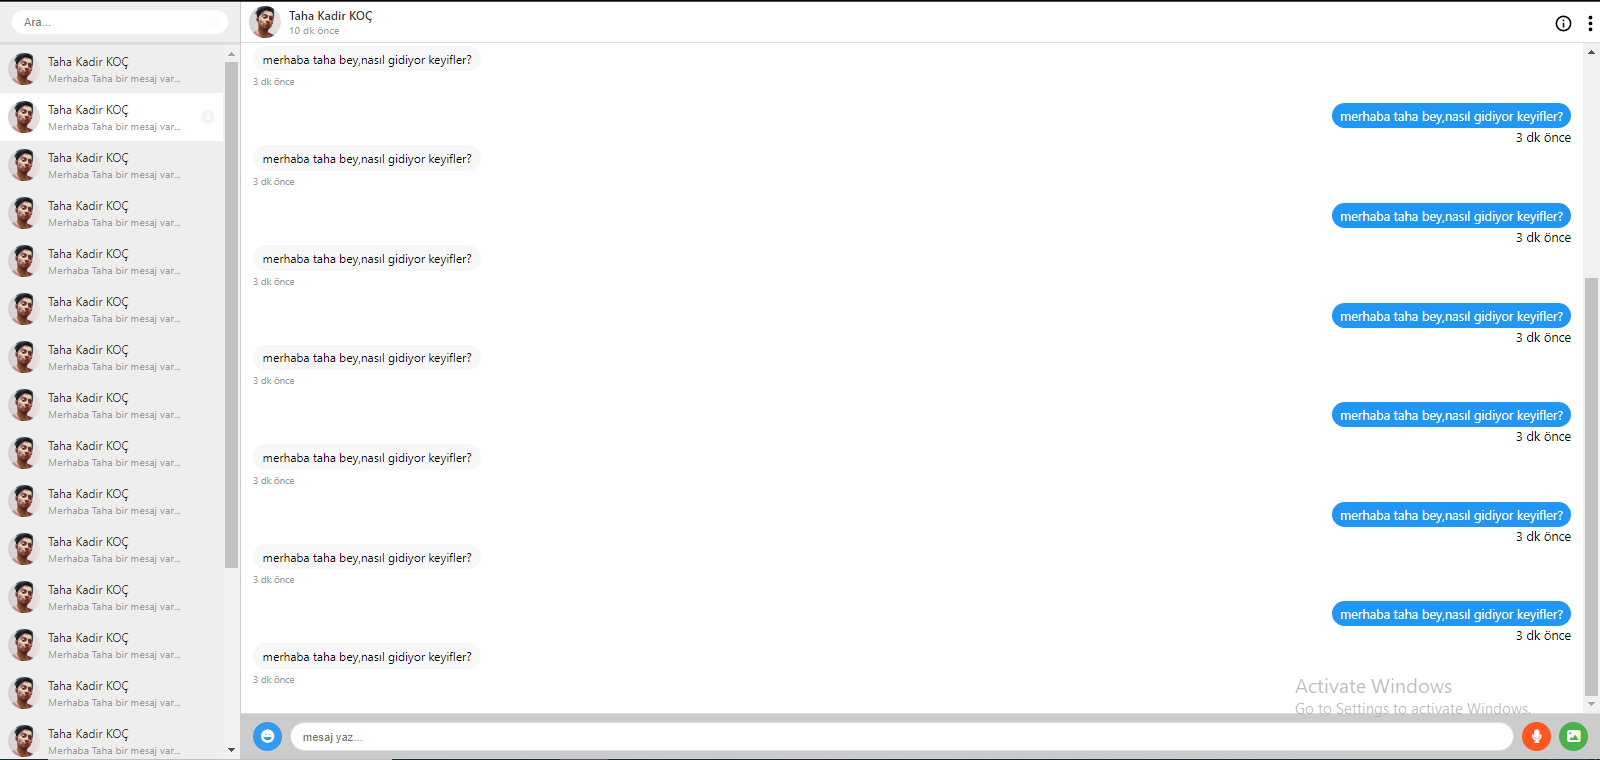 Ara...
Taha Kadir KOÇ
Merhaba Taha bir mesaj var...
Taha Kadir KOÇ
Merhaba Taha bir mesaj var...
3
Taha Kadir KOÇ
Merhaba Taha bir mesaj var...
Taha Kadir KOÇ
Merhaba Taha bir mesaj var...
Taha Kadir KOÇ
Merhaba Taha bir mesaj var...
Taha Kadir KOÇ
Merhaba Taha bir mesaj var...
Taha Kadir KOÇ
Merhaba Taha bir mesaj var...
Taha Kadir KOÇ
Merhaba Taha bir mesaj var...
Taha Kadir KOÇ
Merhaba Taha bir mesaj var...
Taha Kadir KOÇ
Merhaba Taha bir mesaj var...
Taha Kadir KOÇ
Merhaba Taha bir mesaj var...
Taha Kadir KOÇ
Merhaba Taha bir mesaj var...
Taha Kadir KOÇ
Merhaba Taha bir mesaj var...
Taha Kadir KOÇ
Merhaba Taha bir mesaj var...
Taha Kadir KOÇ
Merhaba Taha bir mesaj var...
Taha Kadir KOÇ
10 dk önce
merhaba taha bey,nasıl gidiyor keyifler?
3 dk önce
merhaba taha bey,nasıl gidiyor keyifler?
3 dk önce
merhaba taha bey,nasıl gidiyor keyifler?
3 dk önce
merhaba taha bey,nasıl gidiyor keyifler?
3 dk önce
merhaba taha bey,nasıl gidiyor keyifler?
3 dk önce
merhaba taha bey,nasıl gidiyor keyifler?
3 dk önce
merhaba taha bey,nasıl gidiyor keyifler?
3 dk önce
merhaba taha bey,nasıl gidiyor keyifler?
3 dk önce
merhaba taha bey,nasıl gidiyor keyifler?
3 dk önce
merhaba taha bey,nasıl gidiyor keyifler?
3 dk önce
merhaba taha bey,nasıl gidiyor keyifler?
3 dk önce
merhaba taha bey,nasıl gidiyor keyifler?
3 dk önce
merhaba taha bey,nasıl gidiyor keyifler?
3 dk önce
Activate Windows
Go to Settings to activate Windows.
mesaj yaz...